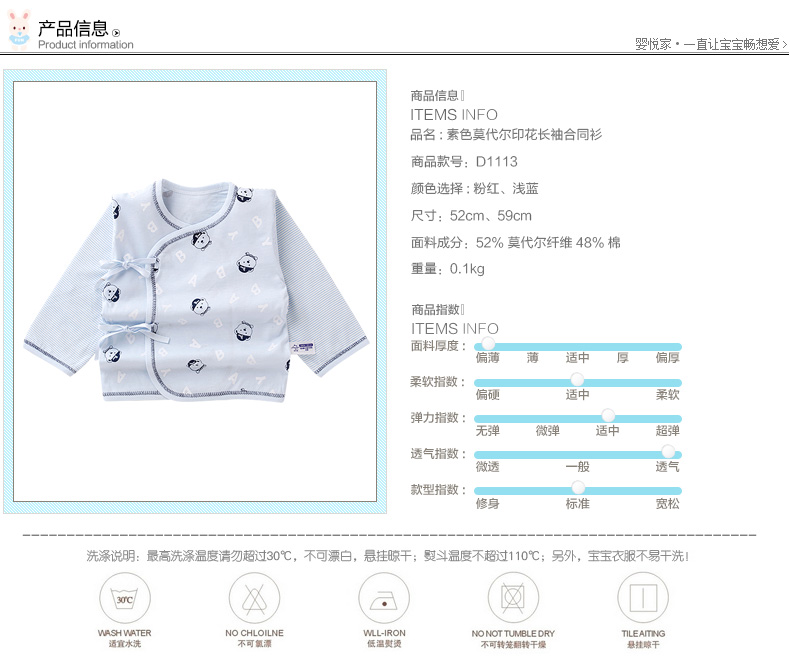 产品信息
Product information
婴悦家•一直让宝宝畅想爱>
商品信息
ITEMS INFO
品名：素色莫代尔印花长袖合同衫
商品款号：D1113
颜色选择：粉红、浅蓝
尺寸：52cm、59cm
面料成分：52% 莫代尔纤维 48% 棉
重量：0.1kg
商品指数
ITEMS INFO
面料厚度：
偏薄 薄 适中 厚 偏厚
柔软指数：
偏硬 适中 柔软
弹力指数：
无弹 微弹 适中 超弹
透气指数：
微透 一般 透气
款型指数：
修身 标准 宽松
洗涤说明：最高洗涤温度请勿超过30℃，不可漂白，悬挂晾干；熨斗温度不超过110℃；另外，宝宝衣服不易干洗！
30℃
WASH WATER
适宜水洗
NO CHLOILNE
不可氯漂
WLL-IRON
低温熨烫
NO NOT TUMBLE DRY
不可转笼翻转干燥
TILEAITING
悬挂晾干